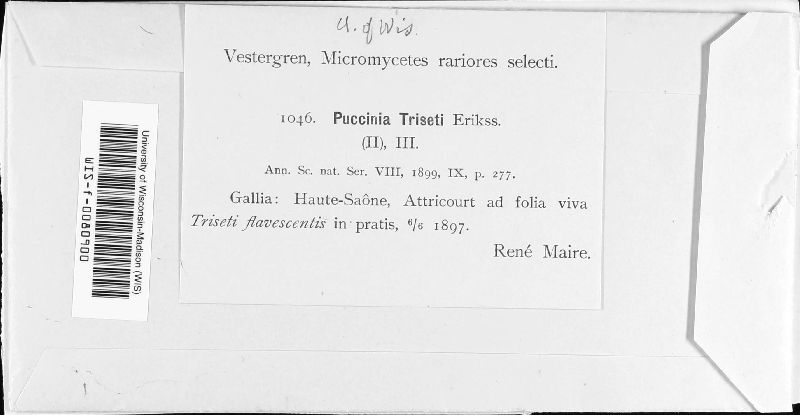 U. of Wis.
Vestergren, Micromycetes rariores selecti.
1046. Puccinia Triseti Erikss.
(II), III.
Ann. Sc. nat. Ser. VIII, 1899, IX, p. 277.
Gallia: Haute-Saône, Attricourt ad folia viva
Triseti flavescentis in pratis, 6/6 1897.
René Maire.
University of Wisconsin-Madison (WIS)
WIS-f-0080900